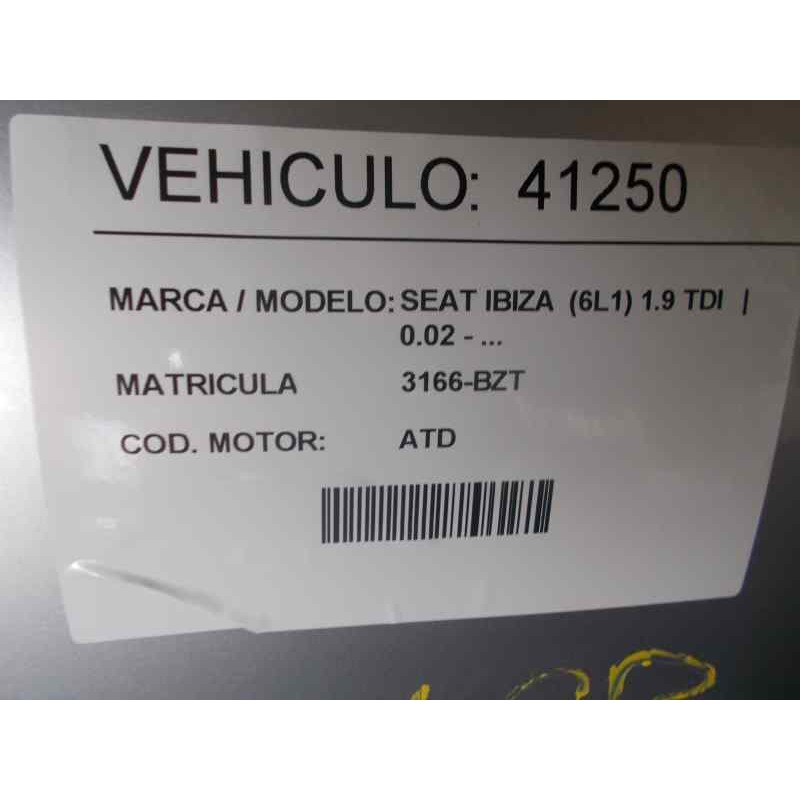 VEHICULO: 41250
MARCA / MODELO: SEAT IBIZA (6L1) 1.9 TDI |
0.02 - ...
MATRICULA 3166-BZT
COD. MOTOR: ATD